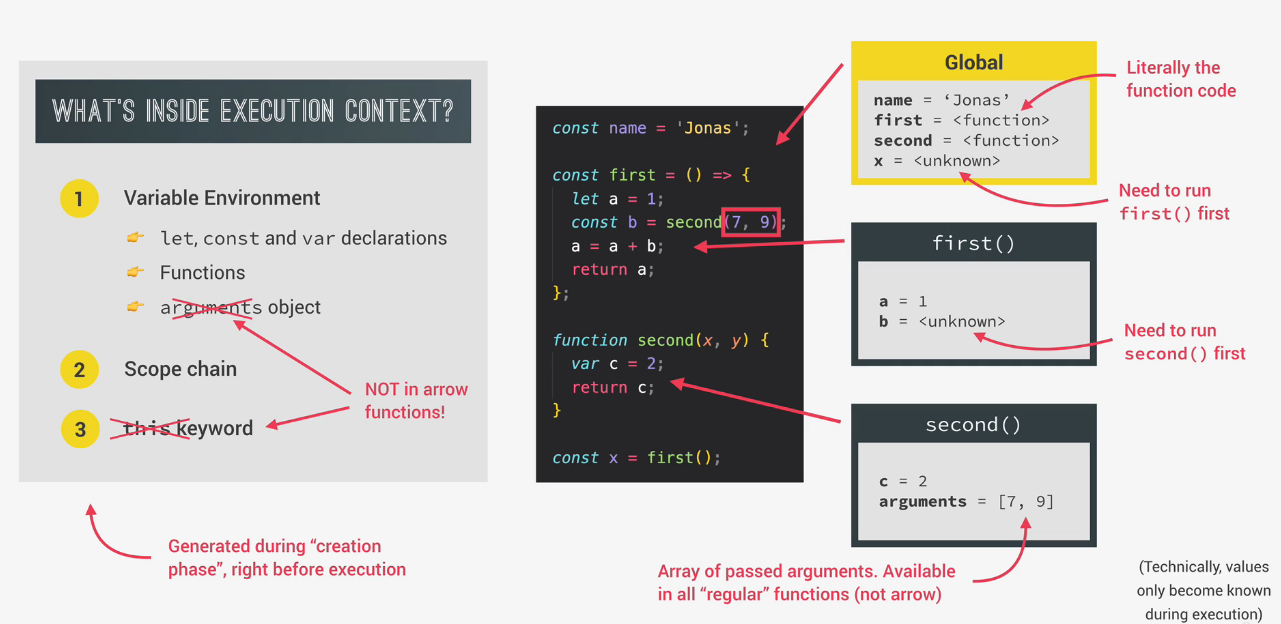 WHAT'S INSIDE EXECUTION CONTEXT?
1
Variable Environment
let, const and var declarations
Functions
arguments object
2
Scope chain
3
this keyword
NOT in arrow
functions!
Generated during “creation
phase”, right before execution
const name = 'Jonas';
const first = () => {
let a = 1;
const b = second(7, 9);
a = a + b;
return a;
};
function second(x, y) {
var c = 2;
return c;
}
const x = first();
Global
name = ‘Jonas’
first = <function>
second = <function>
x = <unknown>
Literally the
function code
Need to run
first() first
first()
a = 1
b = <unknown>
Need to run
second() first
second()
c = 2
arguments = [7, 9]
Array of passed arguments. Available
in all “regular” functions (not arrow)
(Technically, values
only become known
during execution)